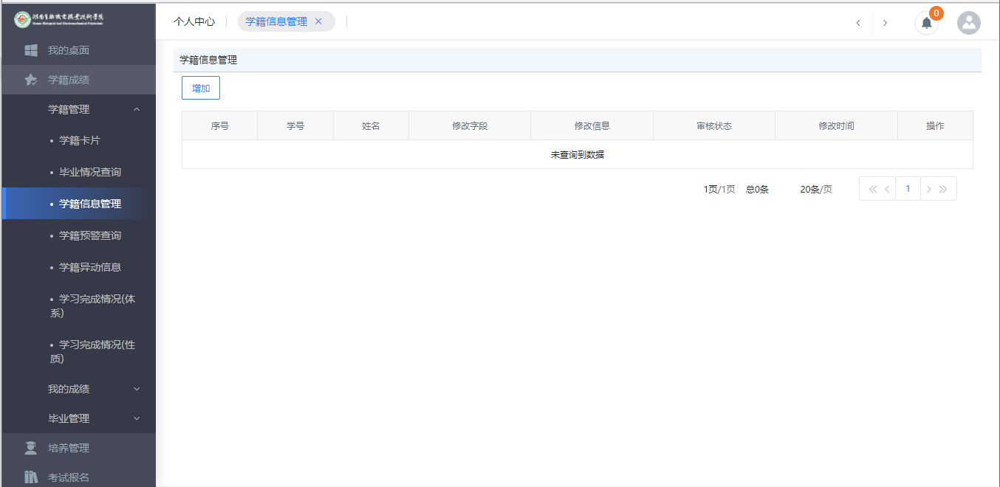 湖南生物机电职业技术学院
Hunan Biological And Electromechanical Polytechnic
个人中心
学籍信息管理
0
我的桌面
学籍成绩
学籍管理
• 学籍卡片
• 毕业情况查询
• 学籍信息管理
• 学籍预警查询
• 学籍异动信息
• 学习完成情况(体
系)
• 学习完成情况(性
质)
我的成绩
毕业管理
培养管理
考试报名
学籍信息管理
增加
序号 学号 姓名 修改字段 修改信息 审核状态 修改时间 操作
未查询到数据
1页/1页 总0条 20条/页 1